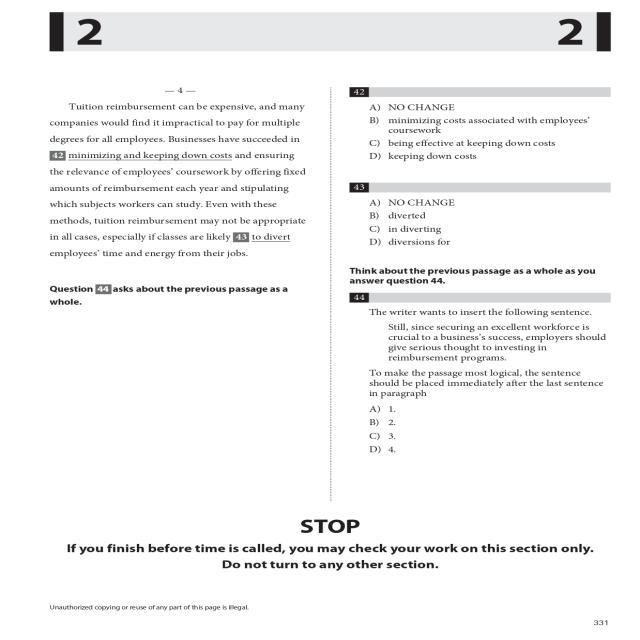 2 2
— 4 —
Tuition reimbursement can be expensive, and many
companies would find it impractical to pay for multiple
degrees for all employees. Businesses have succeeded in
42 minimizing and keeping down costs and ensuring
the relevance of employees' coursework by offering fixed
amounts of reimbursement each year and stipulating
which subjects workers can study. Even with these
methods, tuition reimbursement may not be appropriate
in all cases, especially if classes are likely 43 to divert
employees' time and energy from their jobs.
Question 44 asks about the previous passage as a
whole.
42
A) NO CHANGE
B) minimizing costs associated with employees'
coursework
C) being effective at keeping down costs
D) keeping down costs
43
A) NO CHANGE
B) diverted
C) in diverting
D) diversions for
Think about the previous passage as a whole as you
answer question 44.
44
The writer wants to insert the following sentence.
Still, since securing an excellent workforce is
crucial to a business's success, employers should
give serious thought to investing in
reimbursement programs.
To make the passage most logical, the sentence
should be placed immediately after the last sentence
in paragraph
A) 1.
B) 2.
C) 3.
D) 4.
STOP
If you finish before time is called, you may check your work on this section only.
Do not turn to any other section.
Unauthorized copying or reuse of any part of this page is illegal.
331